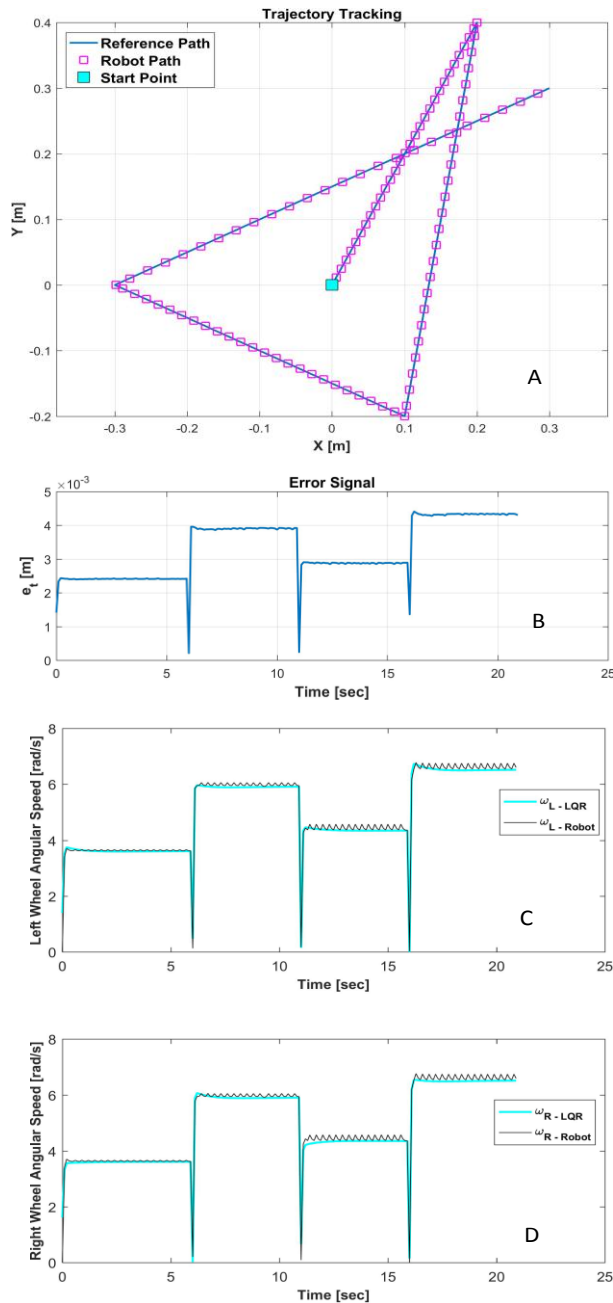 Trajectory Tracking
Reference Path
Robot Path
Start Point
0.4
0.3
0.2
0.1
0
-0.1
-0.2
Y [m]
-0.3
-0.2
-0.1
0
0.1
0.2
0.3
X [m]
A
Error Signal
×10⁻³
5
4
3
2
1
0
e_t [m]
0
5
10
15
20
25
Time [sec]
B
8
6
4
2
0
Left Wheel Angular Speed [rad/s]
ω_L - LQR
ω_L - Robot
C
0
5
10
15
20
25
Time [sec]
8
6
4
2
0
Right Wheel Angular Speed [rad/s]
ω_R - LQR
ω_R - Robot
D
0
5
10
15
20
25
Time [sec]